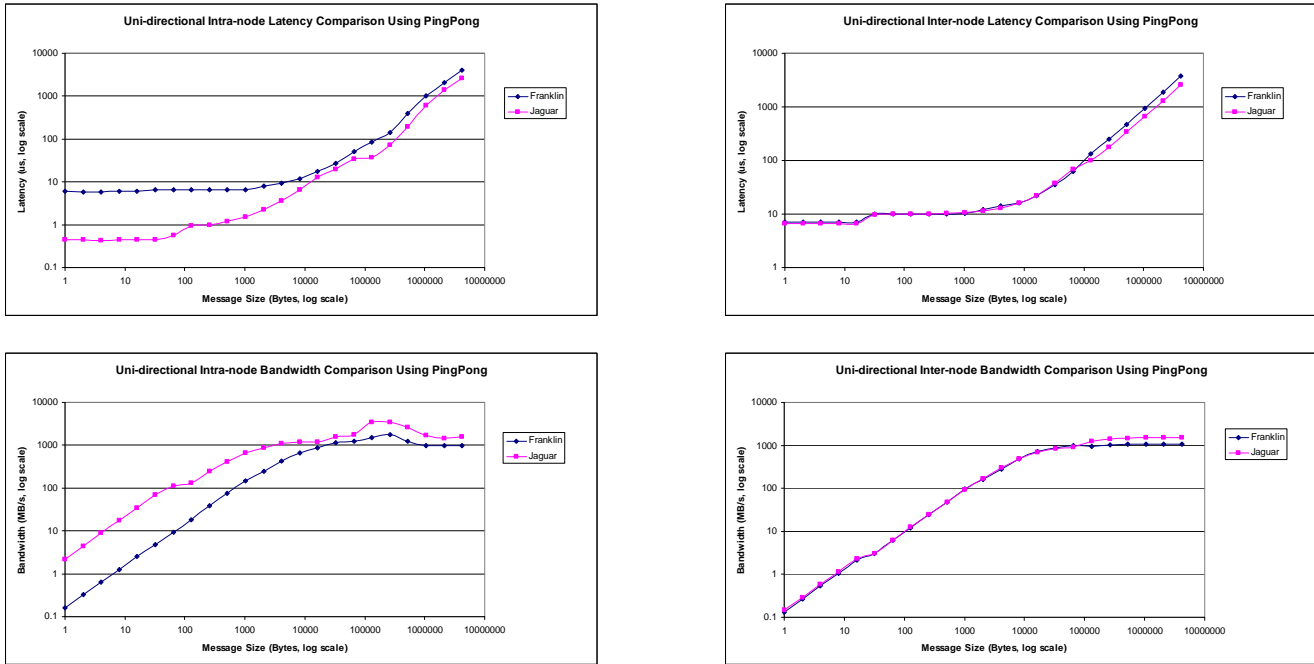 Uni-directional Intra-node Latency Comparison Using PingPong
Latency (us, log scale)
10000
1000
100
10
1
0.1
1
10
100
1000
10000
100000
1000000
10000000
Message Size (Bytes, log scale)
Franklin
Jaguar
Uni-directional Inter-node Latency Comparison Using PingPong
Latency (us, log scale)
10000
1000
100
10
1
1
10
100
1000
10000
100000
1000000
10000000
Message Size (Bytes, log scale)
Franklin
Jaguar
Uni-directional Intra-node Bandwidth Comparison Using PingPong
Bandwidth (MB/s, log scale)
10000
1000
100
10
1
0.1
1
10
100
1000
10000
100000
1000000
10000000
Message Size (Bytes, log scale)
Franklin
Jaguar
Uni-directional Inter-node Bandwidth Comparison Using PingPong
Bandwidth (MB/s, log scale)
10000
1000
100
10
1
0.1
1
10
100
1000
10000
100000
1000000
10000000
Message Size (Bytes, log scale)
Franklin
Jaguar